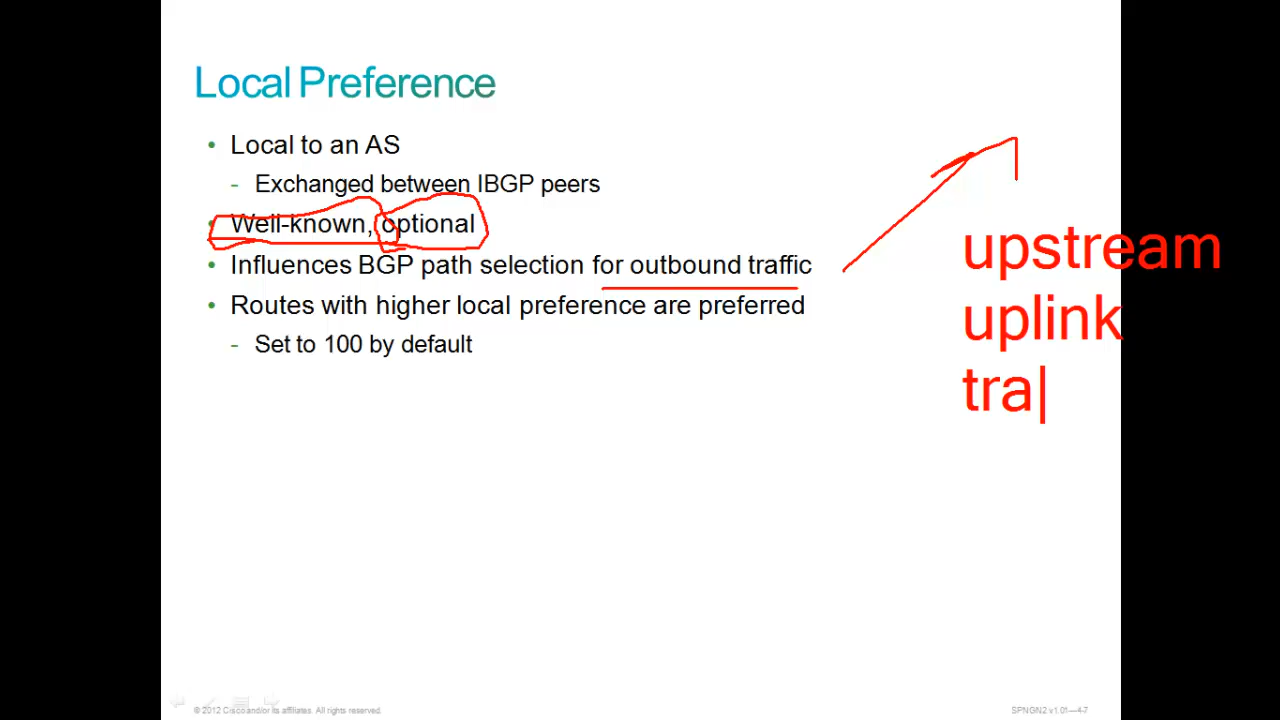 Local Preference
• Local to an AS
- Exchanged between IBGP peers
• Well-known, optional
• Influences BGP path selection for outbound traffic
• Routes with higher local preference are preferred
- Set to 100 by default
upstream
uplink
tra
© 2012 Cisco and/or its affiliates. All rights reserved.
SPNGN2 v1.01—4-7